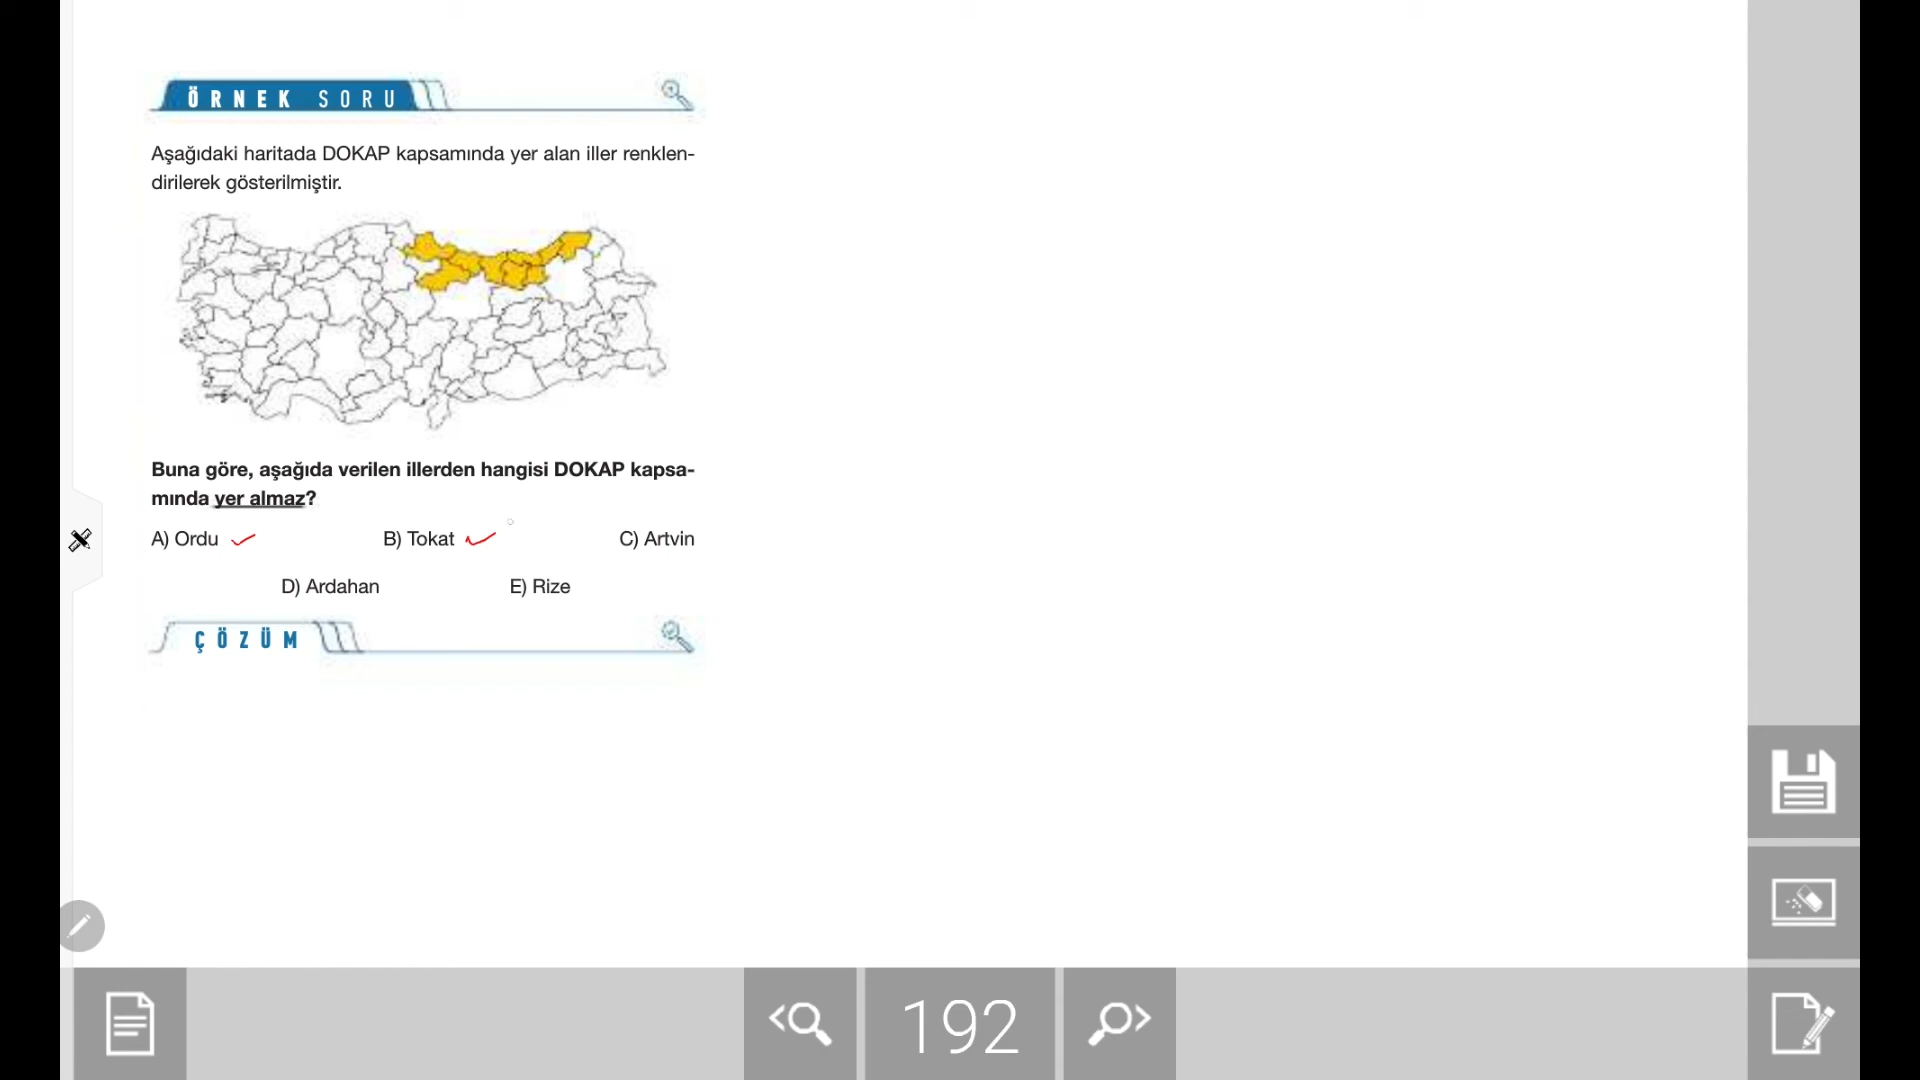 ÖRNEK SORU
Aşağıdaki haritada DOKAP kapsamında yer alan iller renklen-
dirilerek gösterilmiştir.
Buna göre, aşağıda verilen illerden hangisi DOKAP kapsa-
mında yer almaz?
A) Ordu B) Tokat C) Artvin
D) Ardahan E) Rize
ÇÖZÜM
192